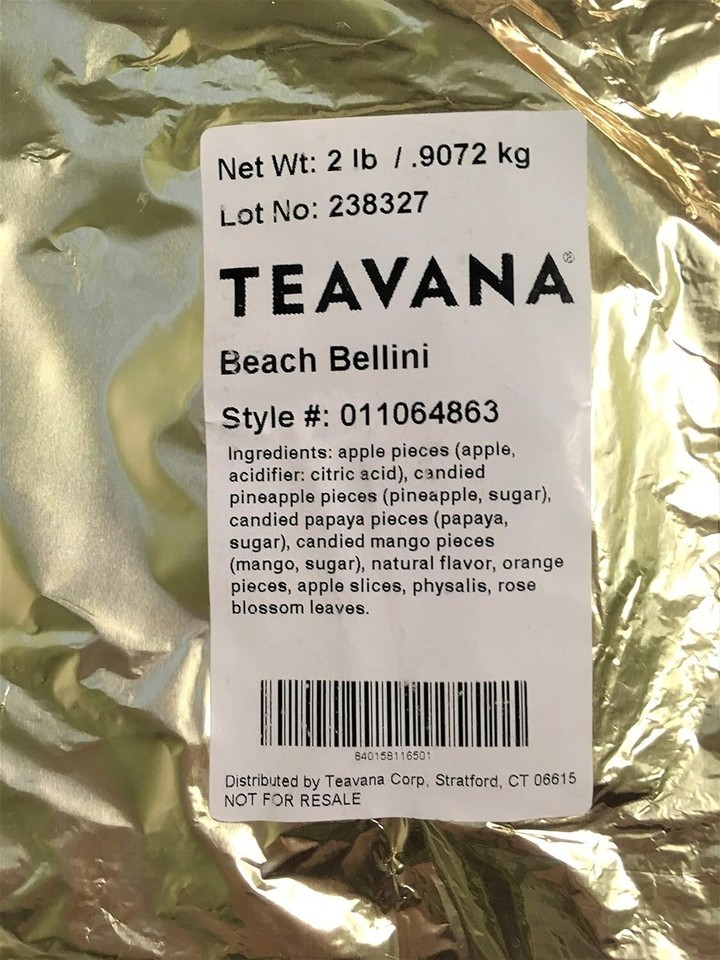 Net Wt: 2 lb / .9072 kg
Lot No: 238327
TEAVANA®
Beach Bellini
Style #: 011064863
Ingredients: apple pieces (apple,
acidifier: citric acid), candied
pineapple pieces (pineapple, sugar),
candied papaya pieces (papaya,
sugar), candied mango pieces
(mango, sugar), natural flavor, orange
pieces, apple slices, physalis, rose
blossom leaves.
840158116501
Distributed by Teavana Corp, Stratford, CT 06615
NOT FOR RESALE